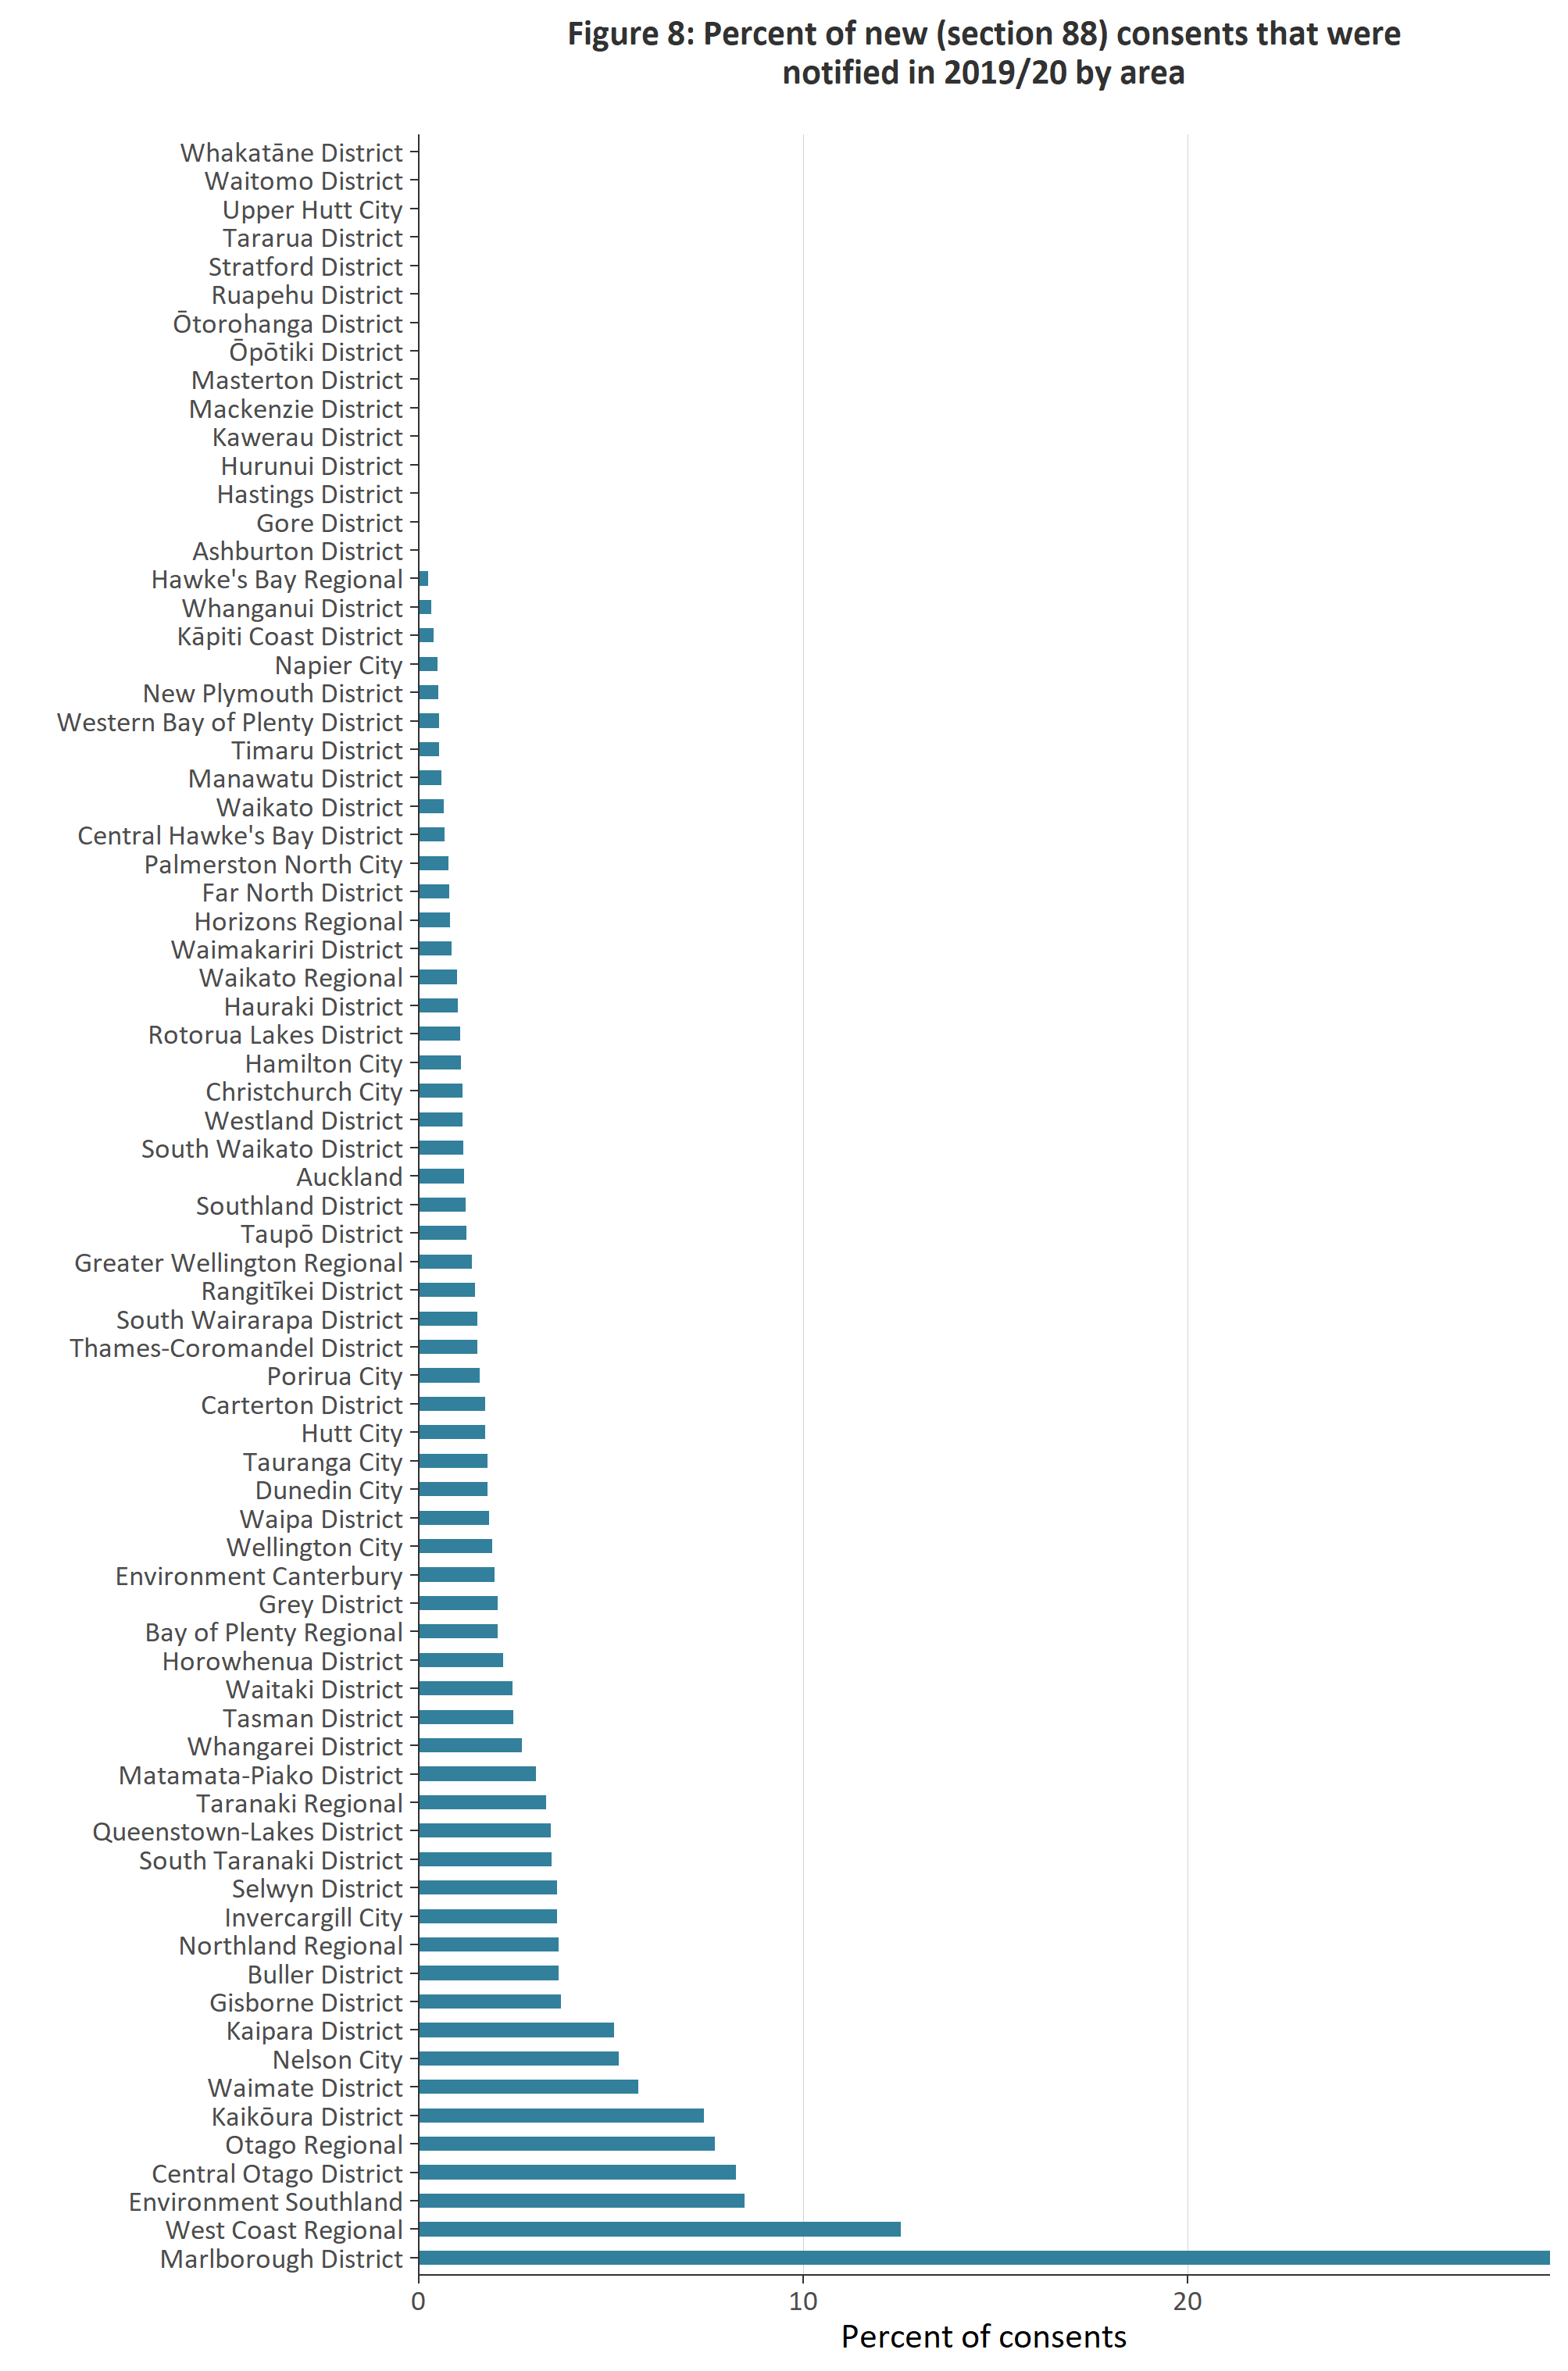 Figure 8: Percent of new (section 88) consents that were
notified in 2019/20 by area
Whakatāne District
Waitomo District
Upper Hutt City
Tararua District
Stratford District
Ruapehu District
Ōtorohanga District
Ōpōtiki District
Masterton District
Mackenzie District
Kawerau District
Hurunui District
Hastings District
Gore District
Ashburton District
Hawke's Bay Regional
Whanganui District
Kāpiti Coast District
Napier City
New Plymouth District
Western Bay of Plenty District
Timaru District
Manawatu District
Waikato District
Central Hawke's Bay District
Palmerston North City
Far North District
Horizons Regional
Waimakariri District
Waikato Regional
Hauraki District
Rotorua Lakes District
Hamilton City
Christchurch City
Westland District
South Waikato District
Auckland
Southland District
Taupō District
Greater Wellington Regional
Rangitīkei District
South Wairarapa District
Thames-Coromandel District
Porirua City
Carterton District
Hutt City
Tauranga City
Dunedin City
Waipa District
Wellington City
Environment Canterbury
Grey District
Bay of Plenty Regional
Horowhenua District
Waitaki District
Tasman District
Whangarei District
Matamata-Piako District
Taranaki Regional
Queenstown-Lakes District
South Taranaki District
Selwyn District
Invercargill City
Northland Regional
Buller District
Gisborne District
Kaipara District
Nelson City
Waimate District
Kaikōura District
Otago Regional
Central Otago District
Environment Southland
West Coast Regional
Marlborough District
0 10 20
Percent of consents